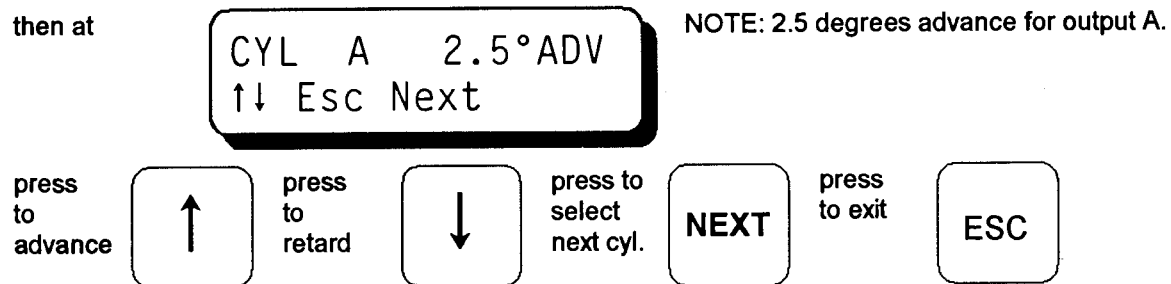 then at
CYL A 2.5°ADV
↑↓ Esc Next
NOTE: 2.5 degrees advance for output A.
press
to
advance
↑
press
to
retard
↓
press to
select
next cyl.
NEXT
press
to exit
ESC